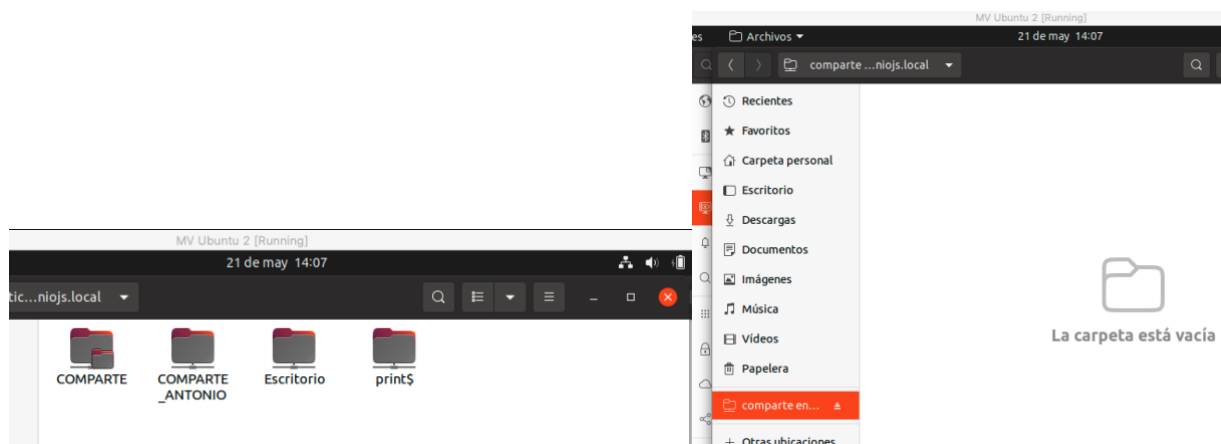 MV Ubuntu 2 [Running]
21 de may 14:07
tic...niojs.local
COMPARTE
COMPARTE
_ANTONIO
Escritorio
print$
MV Ubuntu 2 [Running]
es Archivos 21 de may 14:07
comparte ...niojs.local
Recientes
Favoritos
Carpeta personal
Escritorio
Descargas
Documentos
Imágenes
Música
Vídeos
Papelera
comparte en...
+ Otras ubicaciones
La carpeta está vacía